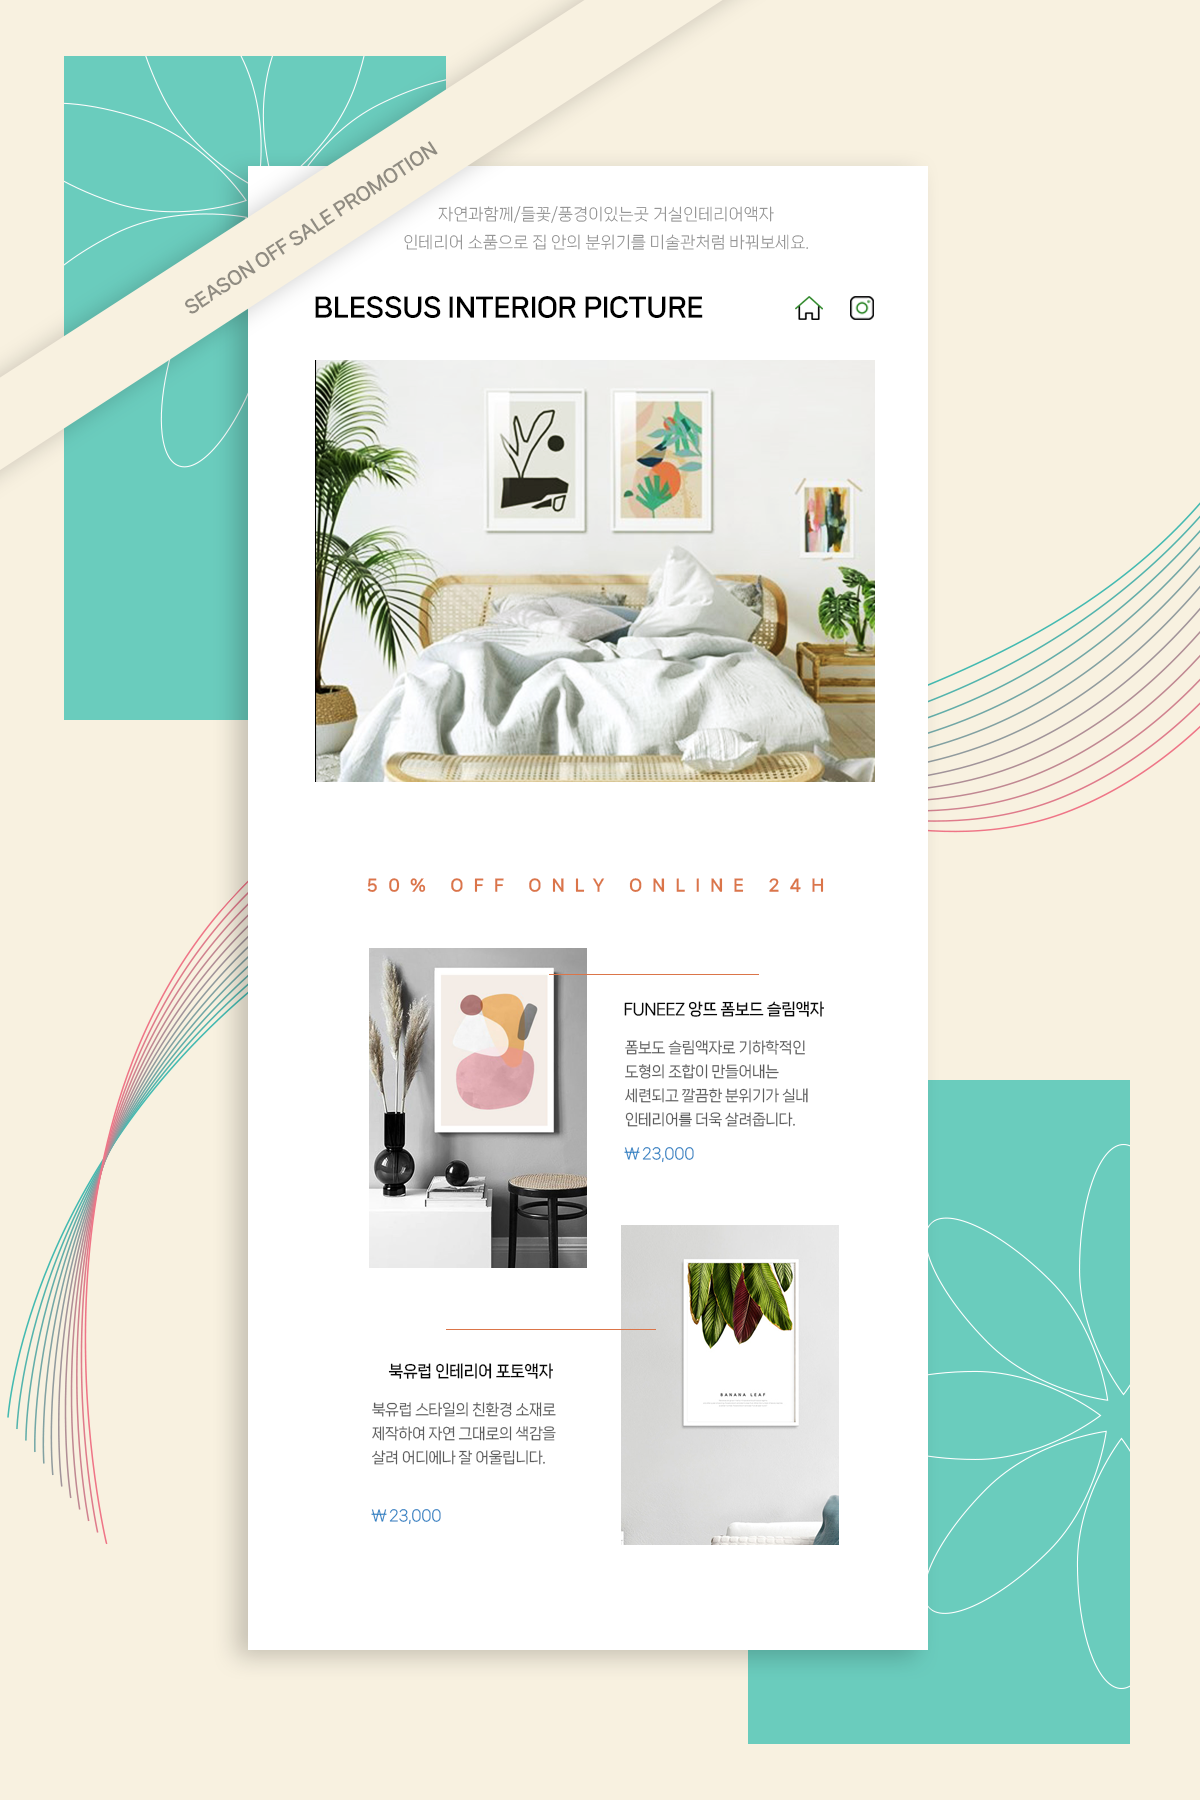 SEASON OFF SALE PROMOTION
자연과함께/들꽃/풍경이있는곳 거실인테리어액자
인테리어 소품으로 집 안의 분위기를 미술관처럼 바꿔보세요.
BLESSUS INTERIOR PICTURE
50% OFF ONLY ONLINE 24H
FUNEEZ 앙뜨 폼보드 슬림액자
폼보도 슬림액자로 기하학적인
도형의 조합이 만들어내는
세련되고 깔끔한 분위기가 실내
인테리어를 더욱 살려줍니다.
₩23,000
BANANA LEAF
북유럽 인테리어 포토액자
북유럽 스타일의 친환경 소재로
제작하여 자연 그대로의 색감을
살려 어디에나 잘 어울립니다.
₩23,000